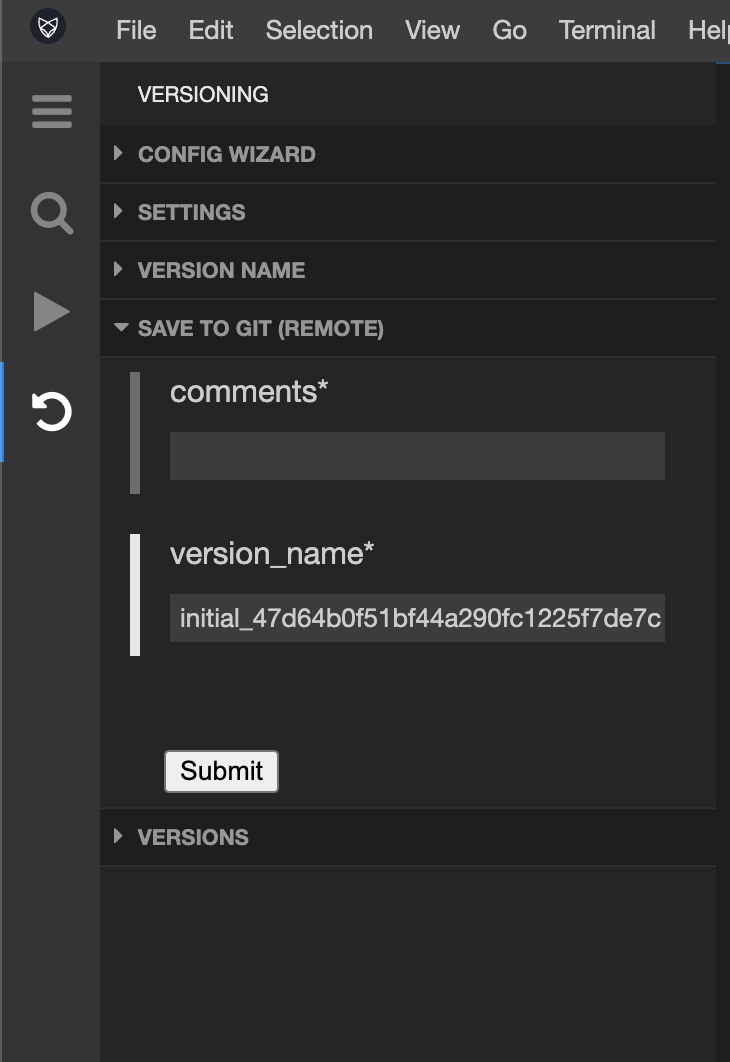 File Edit Selection View Go Terminal Help
VERSIONING
CONFIG WIZARD
SETTINGS
VERSION NAME
SAVE TO GIT (REMOTE)
comments*
version_name*
initial_47d64b0f51bf44a290fc1225f7de7c
Submit
VERSIONS